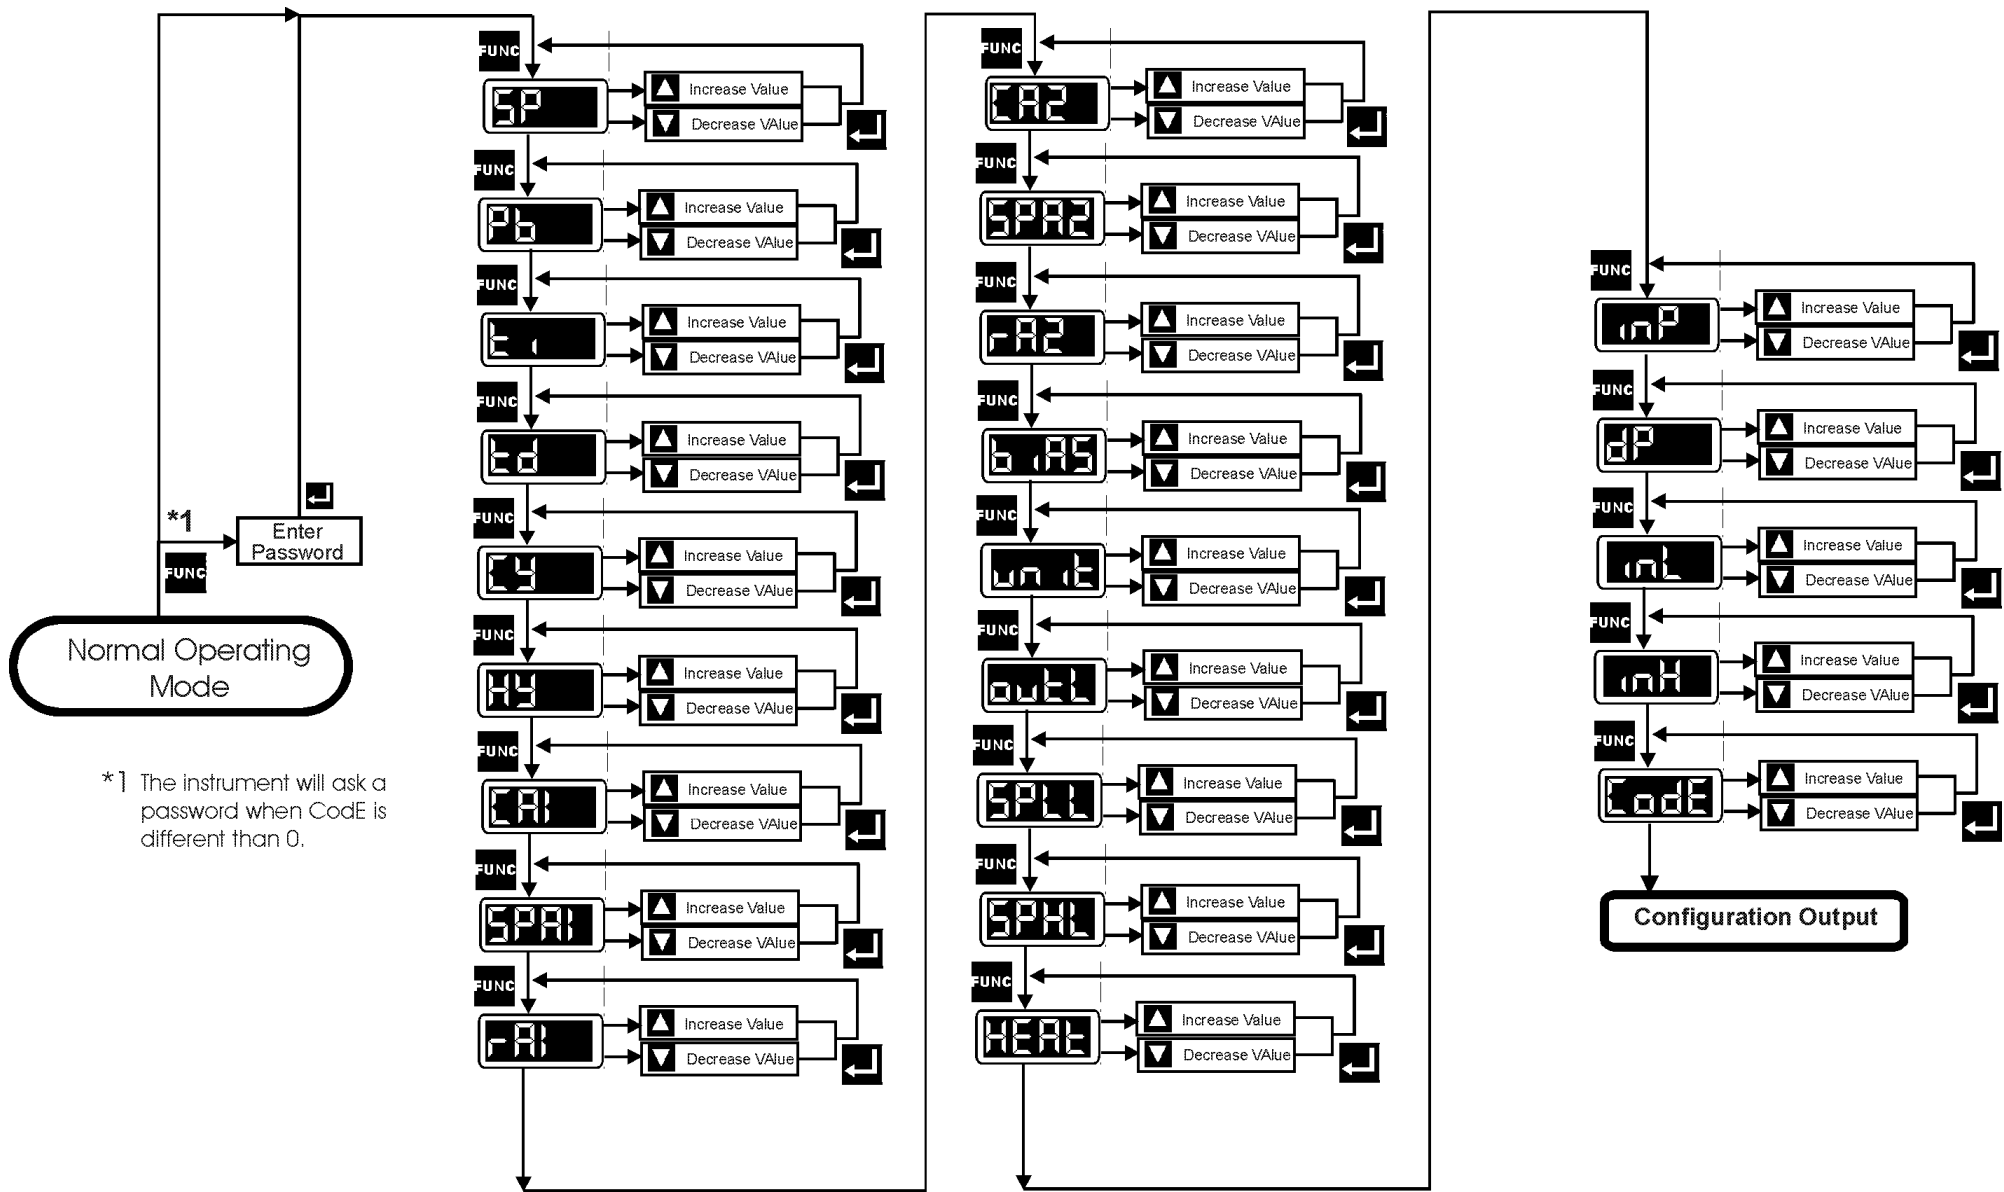 *1
FUNC
Enter
Password
Normal Operating
Mode
*1 The instrument will ask a
password when CodE is
different than 0.
FUNC
SP
Increase Value
Decrease VAlue
FUNC
Pb
Increase Value
Decrease VAlue
FUNC
ti
Increase Value
Decrease VAlue
FUNC
td
Increase Value
Decrease VAlue
FUNC
Cy
Increase Value
Decrease VAlue
FUNC
Hy
Increase Value
Decrease VAlue
FUNC
CA1
Increase Value
Decrease VAlue
FUNC
SPA1
Increase Value
Decrease VAlue
FUNC
rA1
Increase Value
Decrease VAlue
FUNC
CA2
Increase Value
Decrease VAlue
FUNC
SPA2
Increase Value
Decrease VAlue
FUNC
rA2
Increase Value
Decrease VAlue
FUNC
biAS
Increase Value
Decrease VAlue
FUNC
unit
Increase Value
Decrease VAlue
FUNC
outL
Increase Value
Decrease VAlue
FUNC
SPLL
Increase Value
Decrease VAlue
FUNC
SPHL
Increase Value
Decrease VAlue
FUNC
HEAt
Increase Value
Decrease VAlue
FUNC
inP
Increase Value
Decrease VAlue
FUNC
dP
Increase Value
Decrease VAlue
FUNC
inL
Increase Value
Decrease VAlue
FUNC
inH
Increase Value
Decrease VAlue
FUNC
CodE
Increase Value
Decrease VAlue
Configuration Output